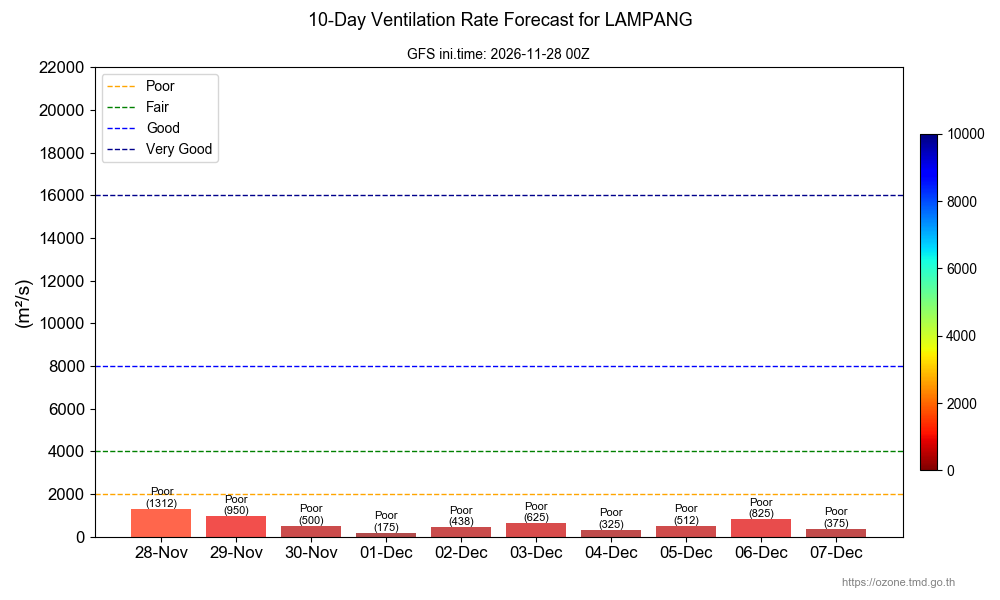 10-Day Ventilation Rate Forecast for LAMPANG
GFS ini.time: 2026-11-28 00Z
(m²/s)
22000
20000
18000
16000
14000
12000
10000
8000
6000
4000
2000
0
Poor
Fair
Good
Very Good
Poor
(1312)
Poor
(950)
Poor
(500)
Poor
(175)
Poor
(438)
Poor
(625)
Poor
(325)
Poor
(512)
Poor
(825)
Poor
(375)
28-Nov 29-Nov 30-Nov 01-Dec 02-Dec 03-Dec 04-Dec 05-Dec 06-Dec 07-Dec
10000
8000
6000
4000
2000
0
https://ozone.tmd.go.th